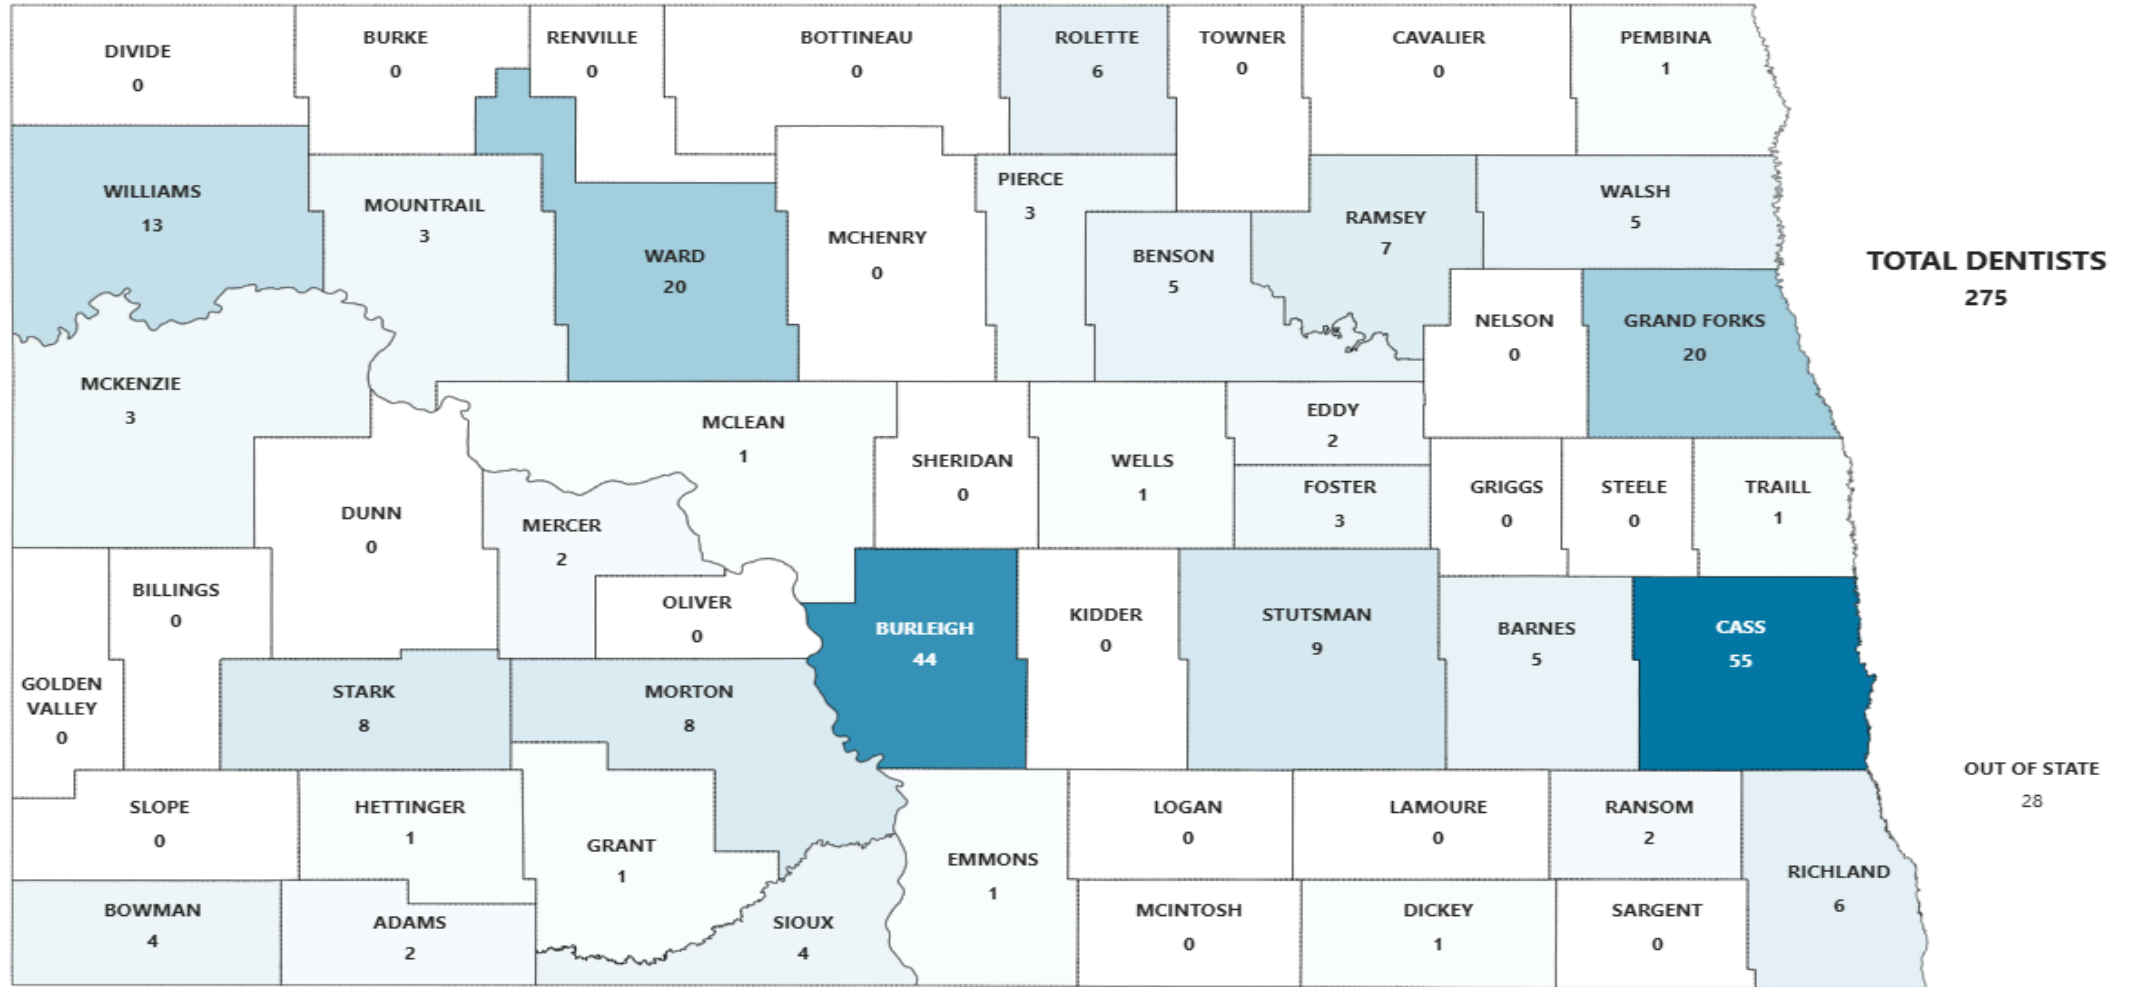 DIVIDE
0
BURKE
0
RENVILLE
0
BOTTINEAU
0
ROLETTE
6
TOWNER
0
CAVALIER
0
PEMBINA
1
WILLIAMS
13
MOUNTRAIL
3
WARD
20
MCHENRY
0
PIERCE
3
BENSON
5
RAMSEY
7
WALSH
5
NELSON
0
GRAND FORKS
20
TOTAL DENTISTS
275
MCKENZIE
3
DUNN
0
MCLEAN
1
MERCER
2
OLIVER
0
SHERIDAN
0
WELLS
1
EDDY
2
FOSTER
3
GRIGGS
0
STEELE
0
TRAILL
1
GOLDEN
VALLEY
0
BILLINGS
0
STARK
8
MORTON
8
BURLEIGH
44
KIDDER
0
STUTSMAN
9
BARNES
5
CASS
55
OUT OF STATE
28
SLOPE
0
HETTINGER
1
GRANT
1
EMMONS
1
LOGAN
0
LAMOURE
0
RANSOM
2
RICHLAND
6
BOWMAN
4
ADAMS
2
SIOUX
4
MCINTOSH
0
DICKEY
1
SARGENT
0